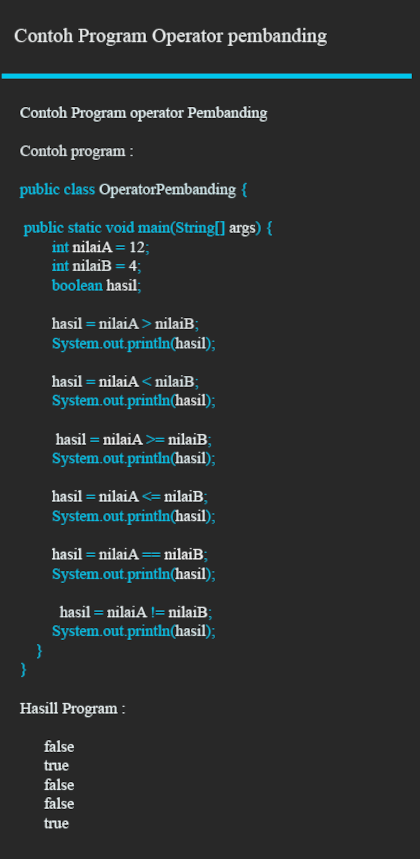 Contoh Program Operator pembanding
Contoh Program operator Pembanding
Contoh program :
public class OperatorPembanding {
public static void main(String[] args) {
int nilaiA = 12;
int nilaiB = 4;
boolean hasil;
hasil = nilaiA > nilaiB;
System.out.println(hasil);
hasil = nilaiA < nilaiB;
System.out.println(hasil);
hasil = nilaiA >= nilaiB;
System.out.println(hasil);
hasil = nilaiA <= nilaiB;
System.out.println(hasil);
hasil = nilaiA == nilaiB;
System.out.println(hasil);
hasil = nilaiA != nilaiB;
System.out.println(hasil);
}
}
Hasill Program :
false
true
false
false
true